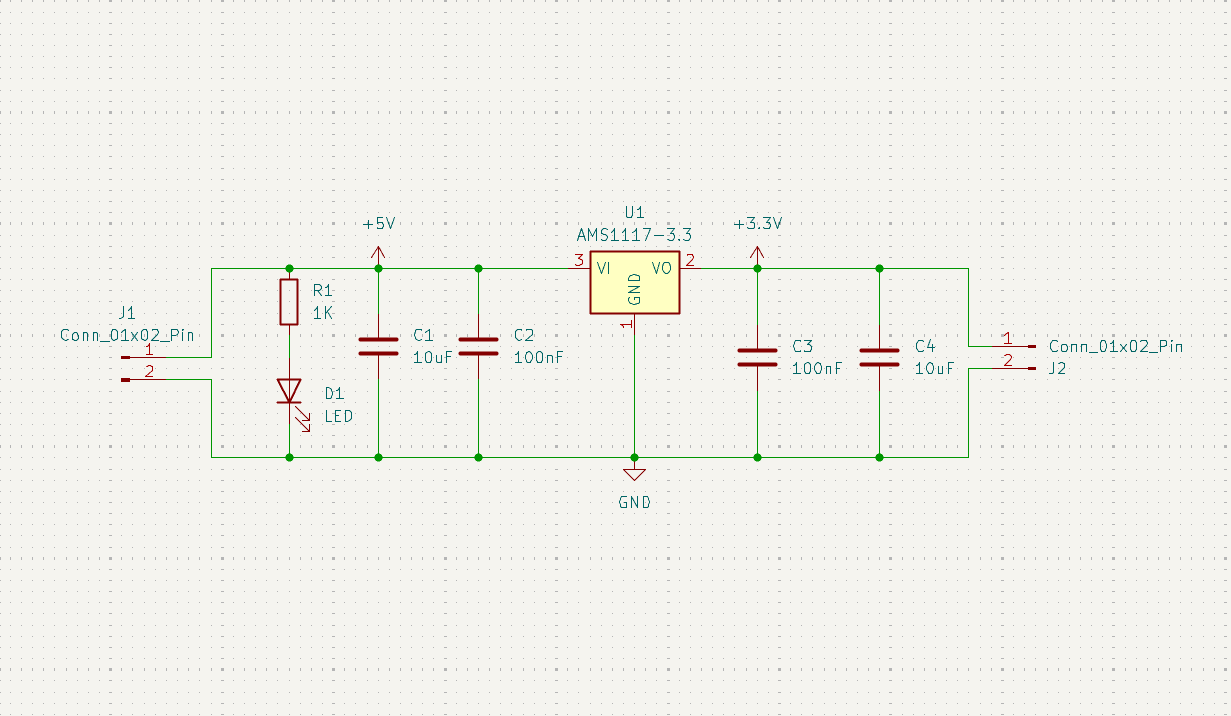 U1
+5V
+3.3V
AMS1117-3.3
3
VI
VO
2
GND
1
R1
1K
J1
Conn_01x02_Pin
1
2
C1
10uF
C2
100nF
C3
100nF
C4
10uF
1
2
Conn_01x02_Pin
J2
D1
LED
GND